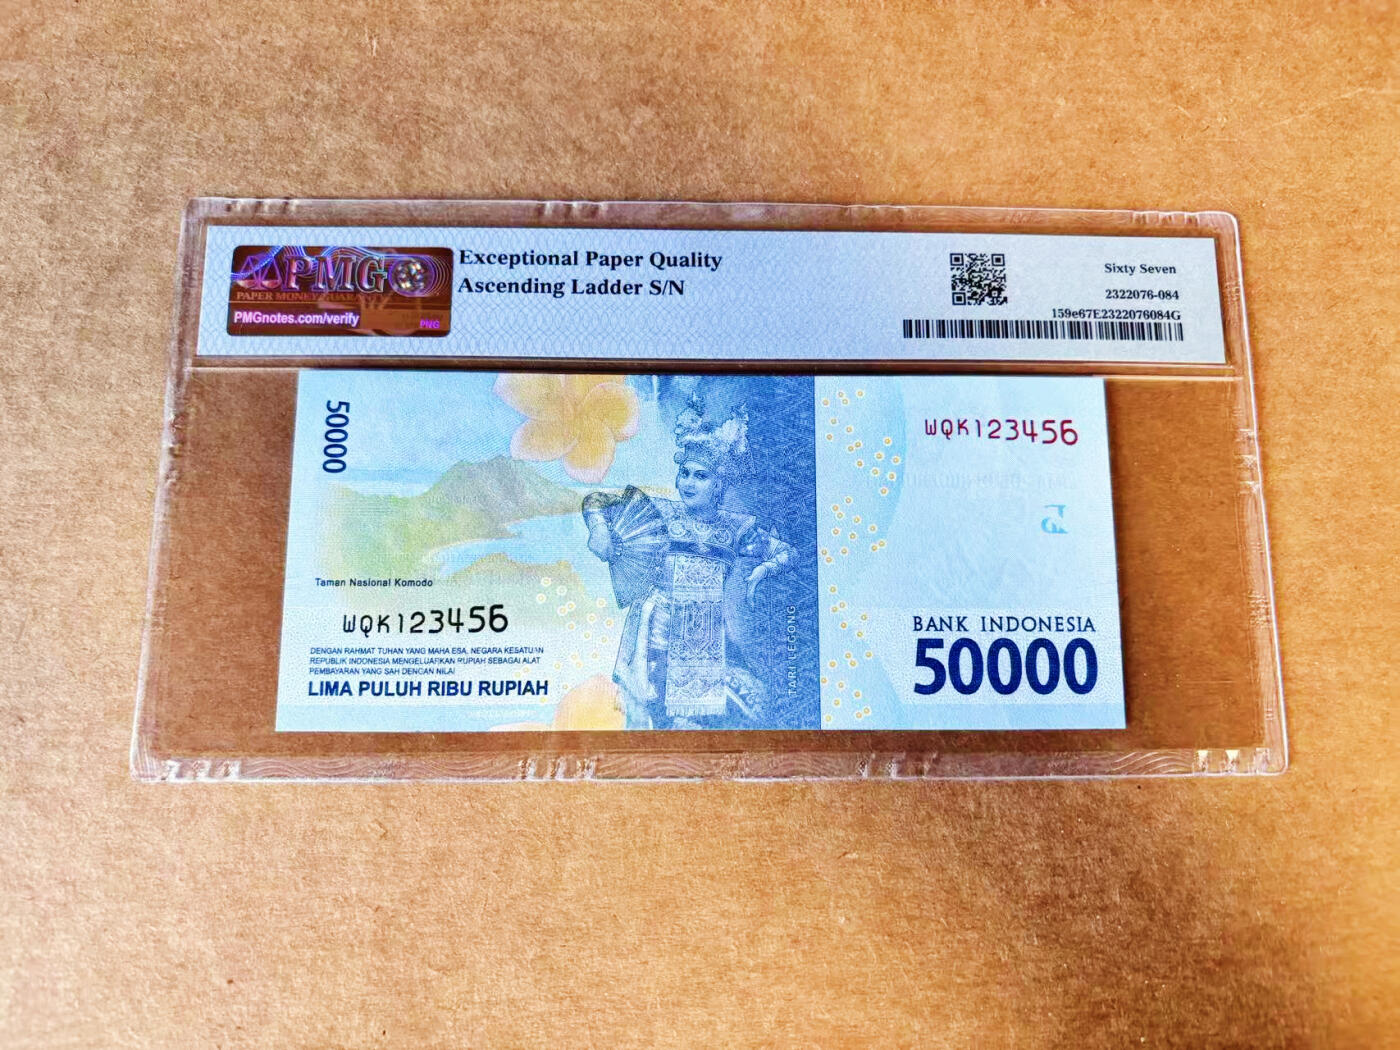 PMG
PAPER MONEY GUARANTY
PMGnotes.com/verify
PNG
Exceptional Paper Quality
Ascending Ladder S/N
Sixty Seven
2322076-084
159e67E2322076084G
50000
WQK123456
Taman Nasional Komodo
WQK123456
DENGAN RAHMAT TUHAN YANG MAHA ESA, NEGARA KESATUAN
REPUBLIK INDONESIA MENGELUARKAN RUPIAH SEBAGAI ALAT
PEMBAYARAN YANG SAH DENGAN NILAI
LIMA PULUH RIBU RUPIAH
TARI LEGONG
BANK INDONESIA
50000